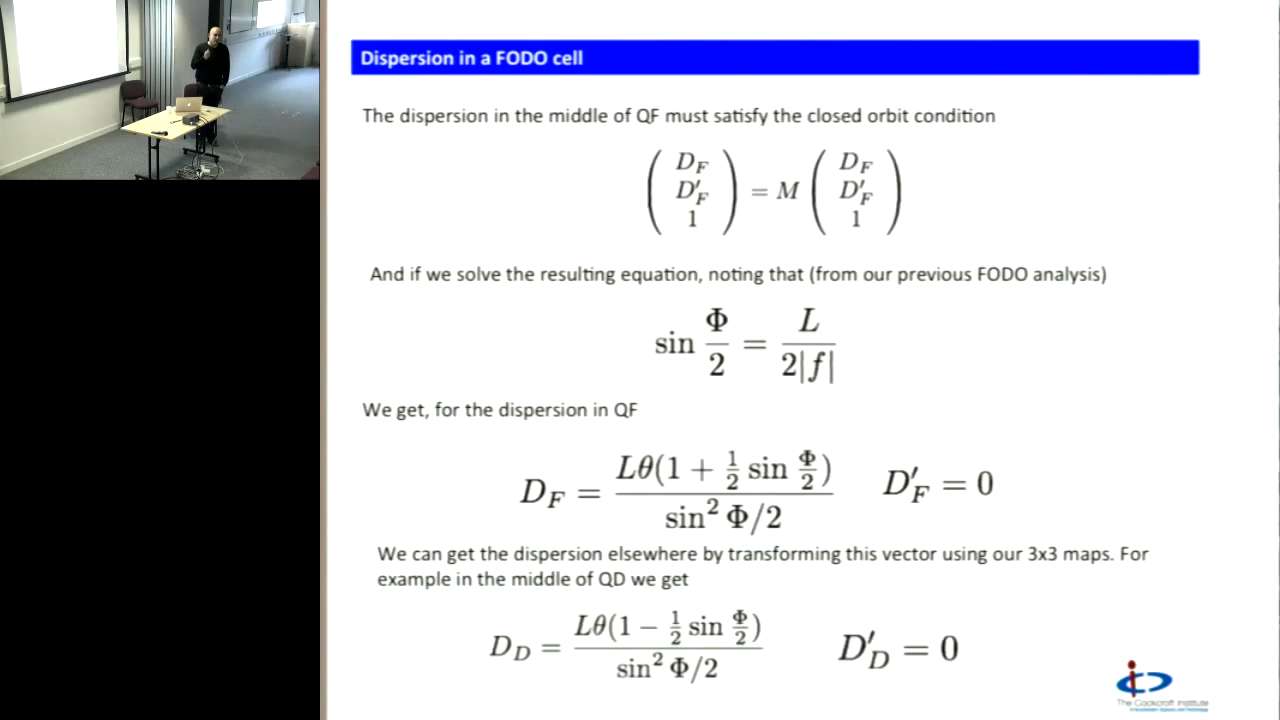 Dispersion in a FODO cell
The dispersion in the middle of QF must satisfy the closed orbit condition
( D_F D'_F 1 ) = M ( D_F D'_F 1 )
And if we solve the resulting equation, noting that (from our previous FODO analysis)
sin Φ/2 = L/2|f|
We get, for the dispersion in QF
D_F = Lθ(1 + 1/2 sin Φ/2) / sin² Φ/2    D'_F = 0
We can get the dispersion elsewhere by transforming this vector using our 3x3 maps. For
example in the middle of QD we get
D_D = Lθ(1 − 1/2 sin Φ/2) / sin² Φ/2    D'_D = 0
The Cockcroft Institute